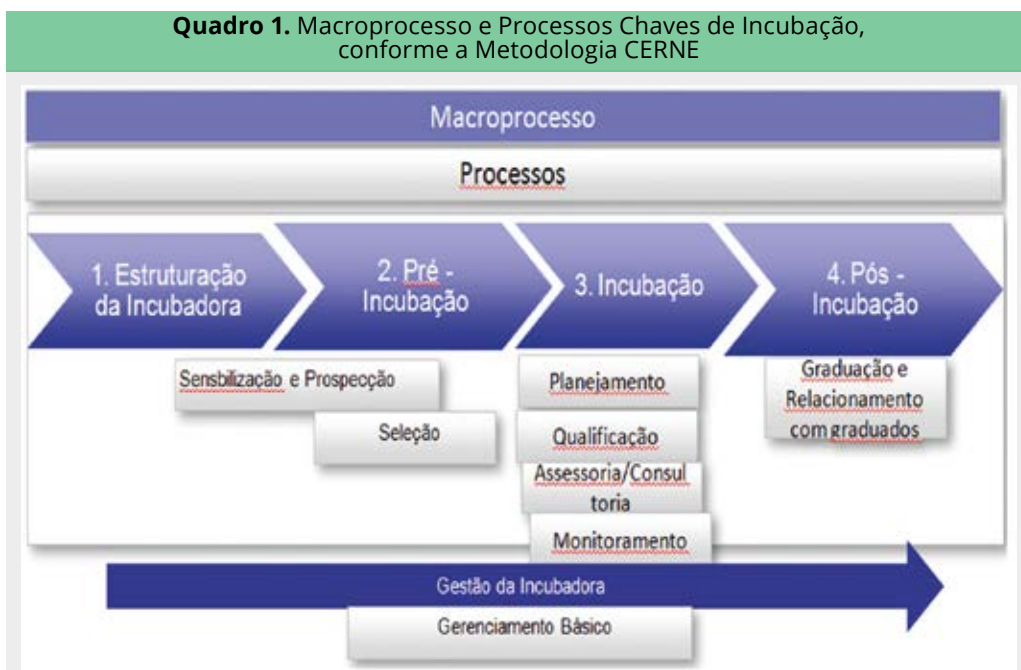 Quadro 1. Macroprocesso e Processos Chaves de Incubação,
conforme a Metodologia CERNE
Macroprocesso
Processos
1. Estruturação
da Incubadora
2. Pré -
Incubação
3. Incubação
4. Pós -
Incubação
Sensbilização e Prospecção
Seleção
Planejamento
Qualificação
Assessoria/Consul
toria
Monitoramento
Graduação e
Relacionamento
com graduados
Gestão da Incubadora
Gerenciamento Básico